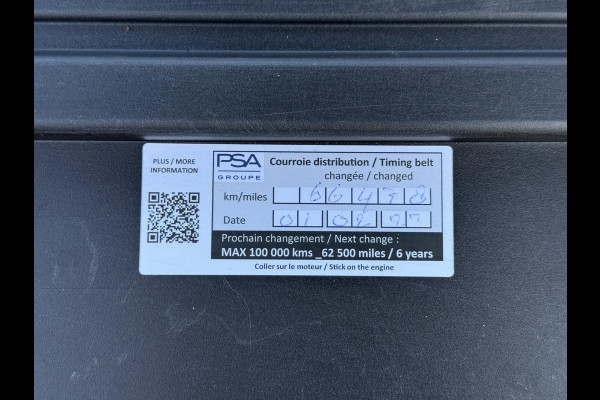 PLUS / MORE
INFORMATION
PSA
GROUPE
Courroie distribution / Timing belt
changée / changed
km/miles 66498
Date 01 02 22
Prochain changement / Next change :
MAX 100 000 kms _62 500 miles / 6 years
Coller sur le moteur / Stick on the engine